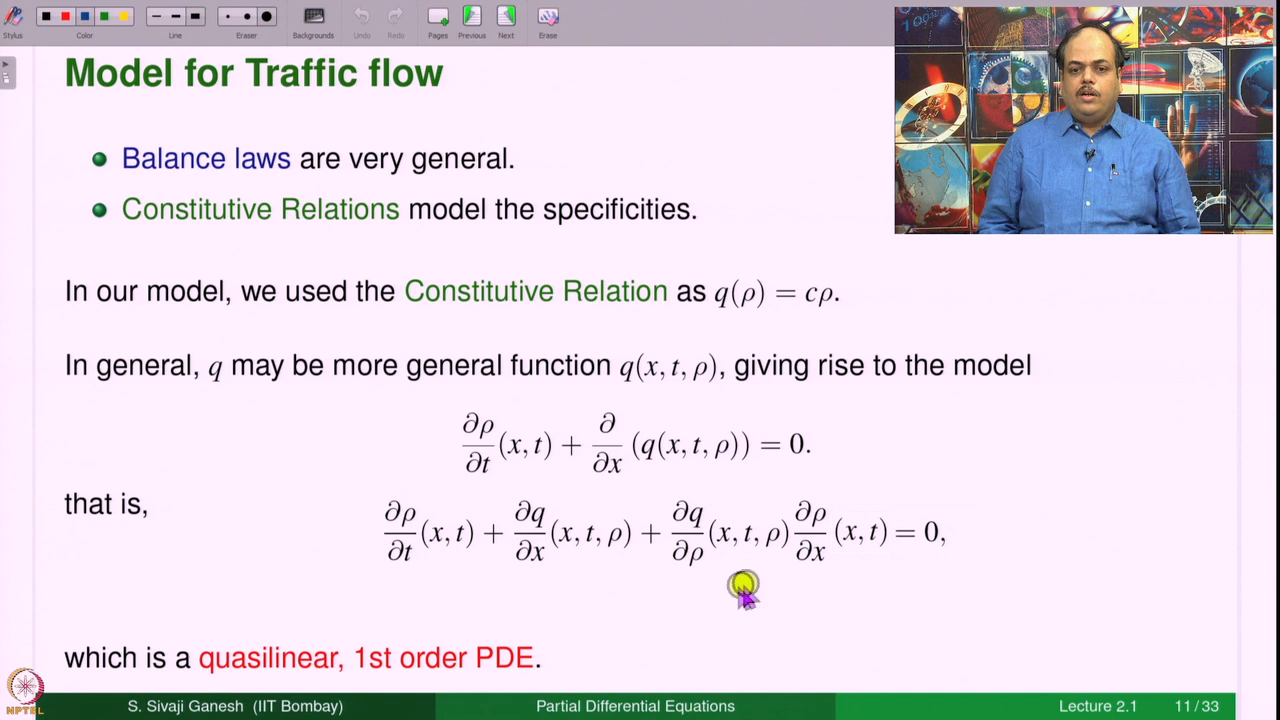 Stylus
Color
Line
Eraser
Backgrounds
Undo
Redo
Pages
Previous
Next
Erase
Model for Traffic flow
Balance laws are very general.
Constitutive Relations model the specificities.
In our model, we used the Constitutive Relation as q(ρ) = cρ.
In general, q may be more general function q(x, t, ρ), giving rise to the model
∂ρ/∂t (x, t) + ∂/∂x (q(x, t, ρ)) = 0.
that is,
∂ρ/∂t (x, t) + ∂q/∂x (x, t, ρ) + ∂q/∂ρ (x, t, ρ) ∂ρ/∂x (x, t) = 0,
which is a quasilinear, 1st order PDE.
NPTEL
S. Sivaji Ganesh (IIT Bombay)
Partial Differential Equations
Lecture 2.1
11 / 33